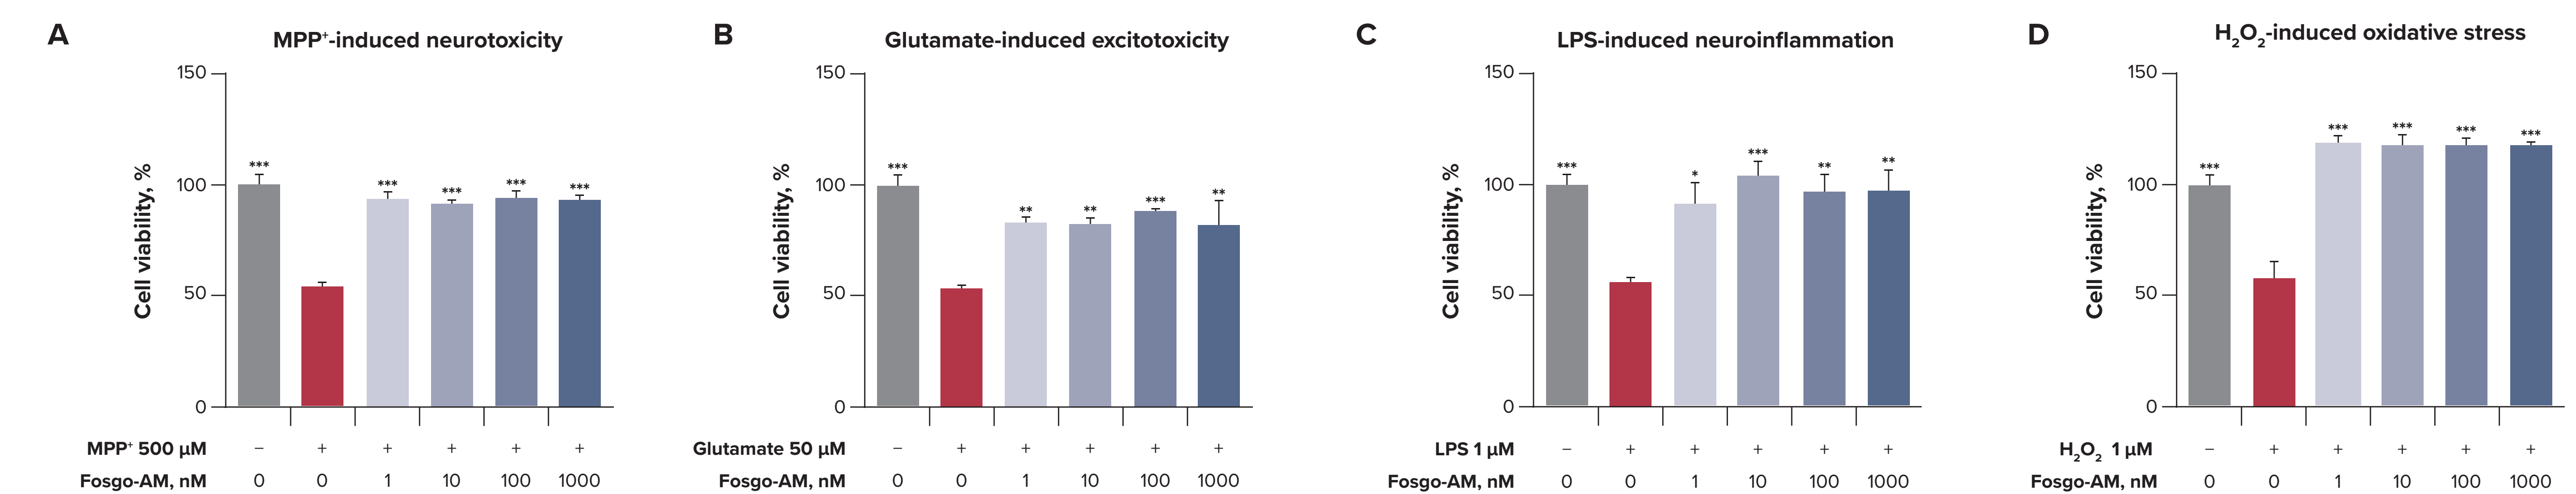 A
MPP⁺-induced neurotoxicity
Cell viability, %
150
100
50
0
***
***
***
***
***
MPP⁺ 500 μM − + + + + +
Fosgo-AM, nM 0 0 1 10 100 1000
B
Glutamate-induced excitotoxicity
Cell viability, %
150
100
50
0
***
**
**
***
**
Glutamate 50 μM − + + + + +
Fosgo-AM, nM 0 0 1 10 100 1000
C
LPS-induced neuroinflammation
Cell viability, %
150
100
50
0
***
*
***
**
**
LPS 1 μM − + + + + +
Fosgo-AM, nM 0 0 1 10 100 1000
D
H₂O₂-induced oxidative stress
Cell viability, %
150
100
50
0
***
***
***
***
***
H₂O₂ 1 μM − + + + + +
Fosgo-AM, nM 0 0 1 10 100 1000